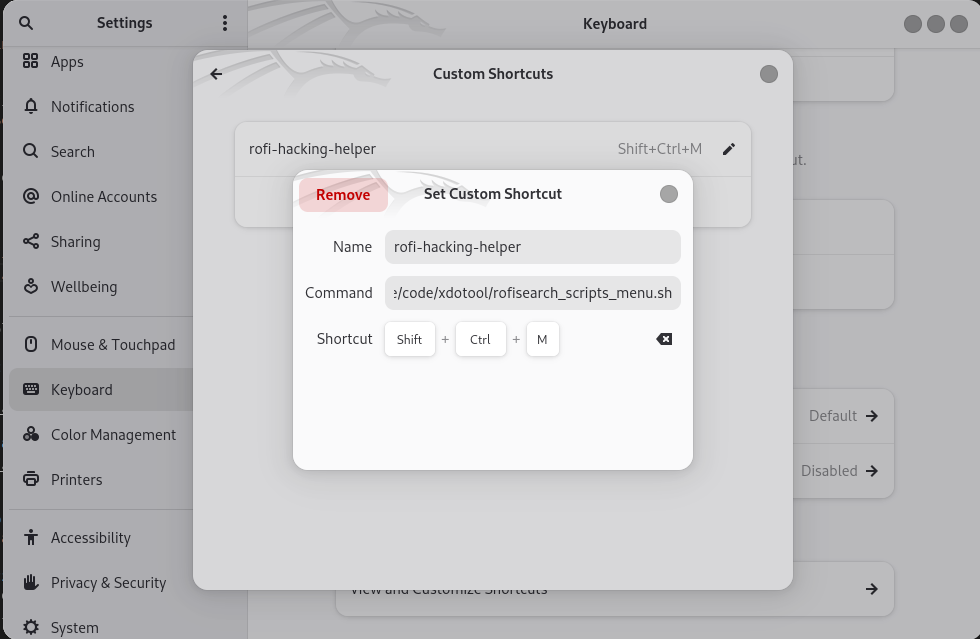 Settings
Keyboard
Apps
Notifications
Search
Online Accounts
Sharing
Wellbeing
Mouse & Touchpad
Keyboard
Color Management
Printers
Accessibility
Privacy & Security
System
Custom Shortcuts
rofi-hacking-helper Shift+Ctrl+M
Remove Set Custom Shortcut
Name rofi-hacking-helper
Command e/code/xdotool/rofisearch_scripts_menu.sh
Shortcut Shift + Ctrl + M
ut.
Default
Disabled
View and Customize Shortcuts